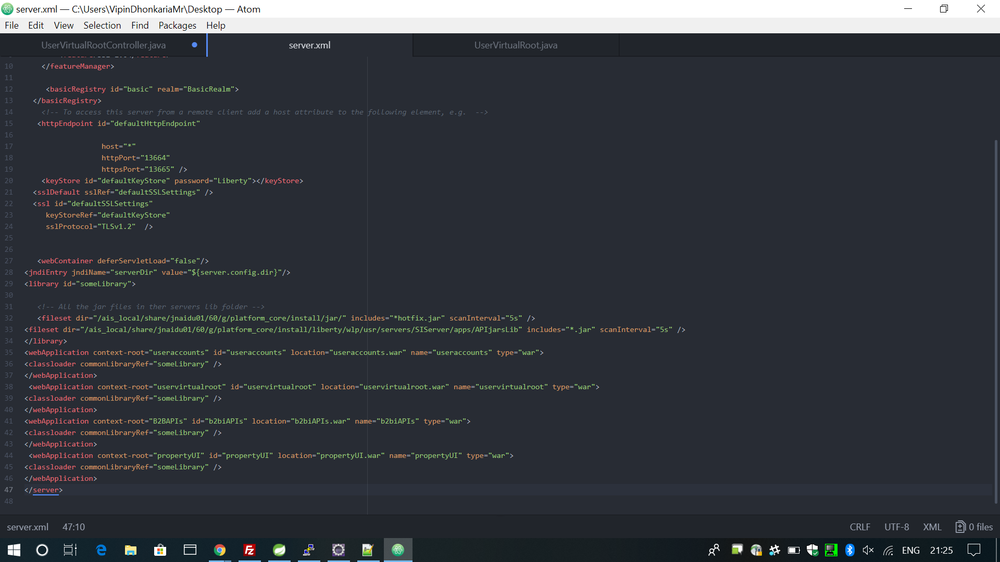 server.xml — C:\Users\VipinDhonkariaMr\Desktop — Atom
File Edit View Selection Find Packages Help
UserVirtualRootController.java server.xml UserVirtualRoot.java
10 </featureManager>
11
12 <basicRegistry id="basic" realm="BasicRealm">
13 </basicRegistry>
14 <!-- To access this server from a remote client add a host attribute to the following element, e.g.  -->
15 <httpEndpoint id="defaultHttpEndpoint"
16
17 host="*"
18 httpPort="13664"
19 httpsPort="13665" />
20 <keyStore id="defaultKeyStore" password="Liberty"></keyStore>
21 <sslDefault sslRef="defaultSSLSettings" />
22 <ssl id="defaultSSLSettings"
23 keyStoreRef="defaultKeyStore"
24 sslProtocol="TLSv1.2"  />
25
26
27 <webContainer deferServletLoad="false"/>
28 <jndiEntry jndiName="serverDir" value="${server.config.dir}"/>
29 <library id="someLibrary">
30
31 <!-- All the jar files in ther servers lib folder -->
32 <fileset dir="/ais_local/share/jnaidu01/60/g/platform_core/install/jar/" includes="*hotfix.jar" scanInterval="5s" />
33 <fileset dir="/ais_local/share/jnaidu01/60/g/platform_core/install/liberty/wlp/usr/servers/SIServer/apps/APIjarsLib" includes="*.jar" scanInterval="5s" />
34 </library>
35 <webApplication context-root="useraccounts" id="useraccounts" location="useraccounts.war" name="useraccounts" type="war">
36 <classloader commonLibraryRef="someLibrary" />
37 </webApplication>
38 <webApplication context-root="uservirtualroot" id="uservirtualroot" location="uservirtualroot.war" name="uservirtualroot" type="war">
39 <classloader commonLibraryRef="someLibrary" />
40 </webApplication>
41 <webApplication context-root="B2BAPIs" id="b2biAPIs" location="b2biAPIs.war" name="b2biAPIs" type="war">
42 <classloader commonLibraryRef="someLibrary" />
43 </webApplication>
44 <webApplication context-root="propertyUI" id="propertyUI" location="propertyUI.war" name="propertyUI" type="war">
45 <classloader commonLibraryRef="someLibrary" />
46 </webApplication>
47 </server>
48
server.xml 47:10 CRLF UTF-8 XML 0 files
ENG 21:25